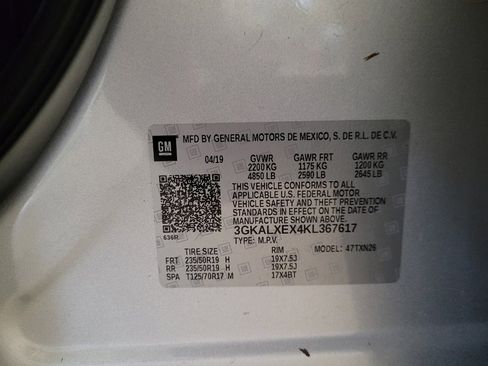 GM
MFD BY GENERAL MOTORS DE MEXICO, S. DE R.L. DE C.V.
04/19 GVWR GAWR FRT GAWR RR
2200 KG 1175 KG 1200 KG
4850 LB 2590 LB 2645 LB
THIS VEHICLE CONFORMS TO ALL
APPLICABLE U.S. FEDERAL MOTOR
VEHICLE SAFETY/THEFT STANDARDS
IN EFFECT ON THE DATE OF
MANUFACTURE SHOWN ABOVE.
636R 3GKALXEX4KL367617
TYPE: M.P.V. MODEL: 47TXN26
TIRE SIZE RIM
FRT 235/50R19 H 19X7.5J
RR 235/50R19 H 19X7.5J
SPA T125/70R17 M 17X4BT